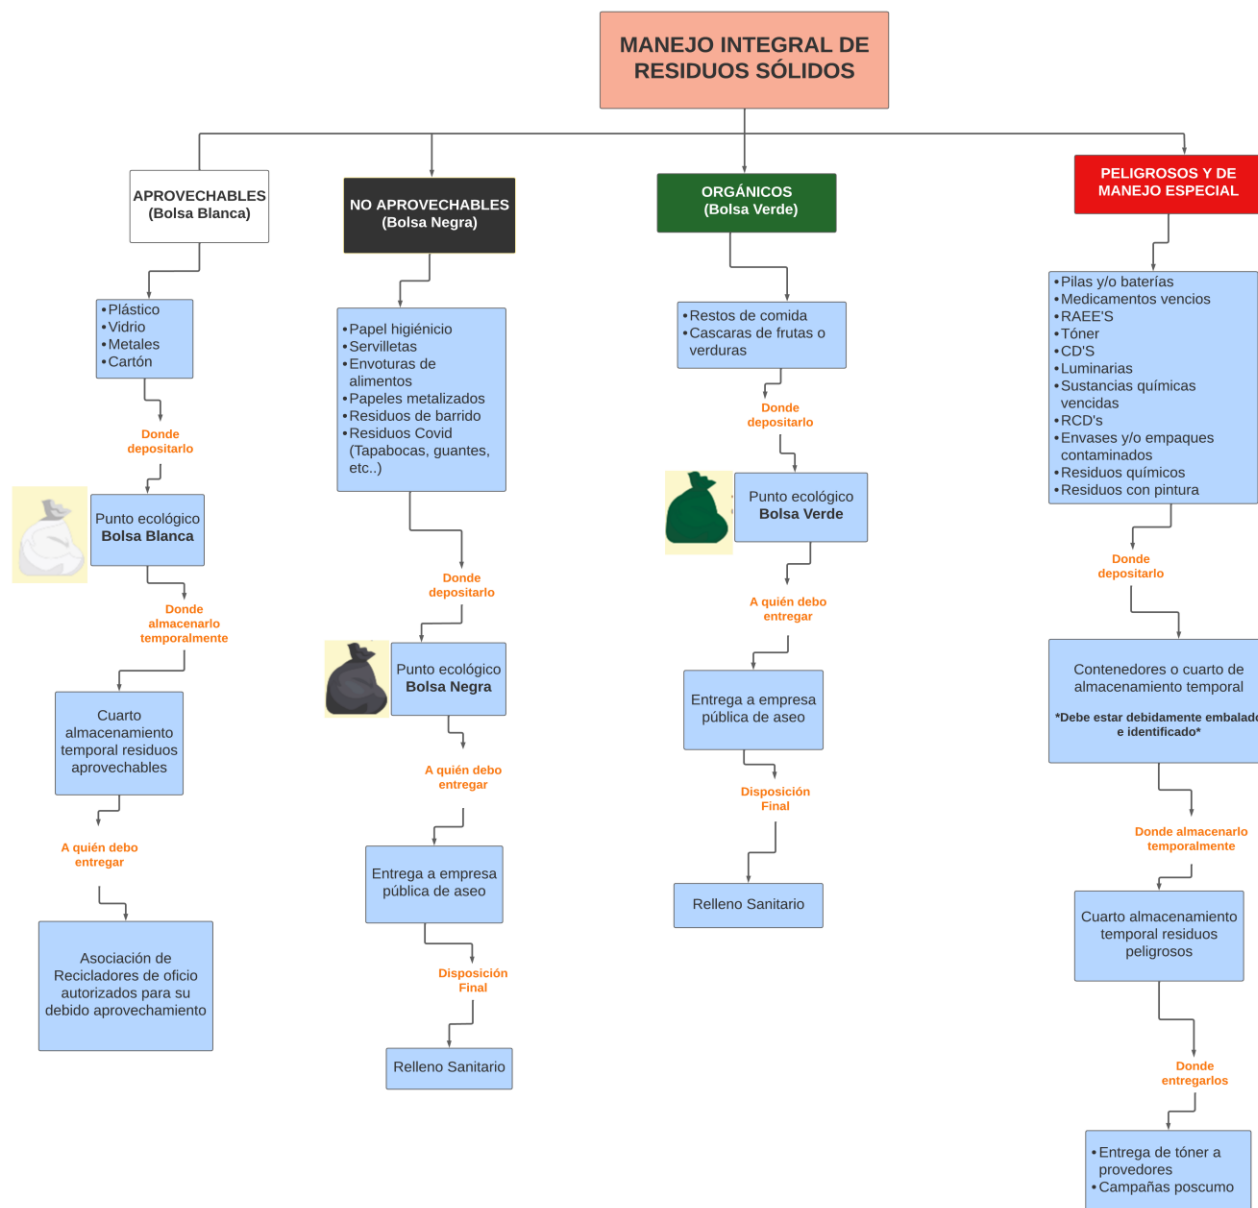 MANEJO INTEGRAL DE
RESIDUOS SÓLIDOS
APROVECHABLES
(Bolsa Blanca)
•Plástico
•Vidrio
•Metales
•Cartón
Donde
depositarlo
Punto ecológico
Bolsa Blanca
Donde
almacenarlo
temporalmente
Cuarto
almacenamiento
temporal residuos
aprovechables
A quién debo
entregar
Asociación de
Recicladores de oficio
autorizados para su
debido aprovechamiento
NO APROVECHABLES
(Bolsa Negra)
•Papel higiénicio
•Servilletas
•Envoturas de
alimentos
•Papeles metalizados
•Residuos de barrido
•Residuos Covid
(Tapabocas, guantes,
etc..)
Donde
depositarlo
Punto ecológico
Bolsa Negra
A quién debo
entregar
Entrega a empresa
pública de aseo
Disposición
Final
Relleno Sanitario
ORGÁNICOS
(Bolsa Verde)
•Restos de comida
•Cascaras de frutas o
verduras
Donde
depositarlo
Punto ecológico
Bolsa Verde
A quién debo
entregar
Entrega a empresa
pública de aseo
Disposición
Final
Relleno Sanitario
PELIGROSOS Y DE
MANEJO ESPECIAL
•Pilas y/o baterías
•Medicamentos vencios
•RAEE'S
•Tóner
•CD'S
•Luminarias
•Sustancias químicas
vencidas
•RCD's
•Envases y/o empaques
contaminados
•Residuos químicos
•Residuos con pintura
Donde
depositarlo
Contenedores o cuarto de
almacenamiento temporal
*Debe estar debidamente embalado
e identificado*
Donde almacenarlo
temporalmente
Cuarto almacenamiento
temporal residuos
peligrosos
Donde
entregarlos
•Entrega de tóner a
provedores
•Campañas poscumo